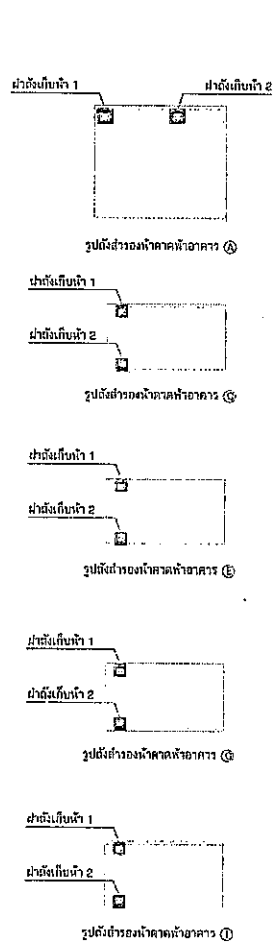 ฝาถังเก็บน้ำ 1 ฝาถังเก็บน้ำ 2
รูปถังสำรองน้ำดาดฟ้าอาคาร Ⓐ
ฝาถังเก็บน้ำ 1
ฝาถังเก็บน้ำ 2
รูปถังสำรองน้ำดาดฟ้าอาคาร
ฝาถังเก็บน้ำ 1
ฝาถังเก็บน้ำ 2
รูปถังสำรองน้ำดาดฟ้าอาคาร Ⓔ
ฝาถังเก็บน้ำ 1
ฝาถังเก็บน้ำ 2
รูปถังสำรองน้ำดาดฟ้าอาคาร Ⓖ
ฝาถังเก็บน้ำ 1
ฝาถังเก็บน้ำ 2
รูปถังสำรองน้ำดาดฟ้าอาคาร Ⓘ